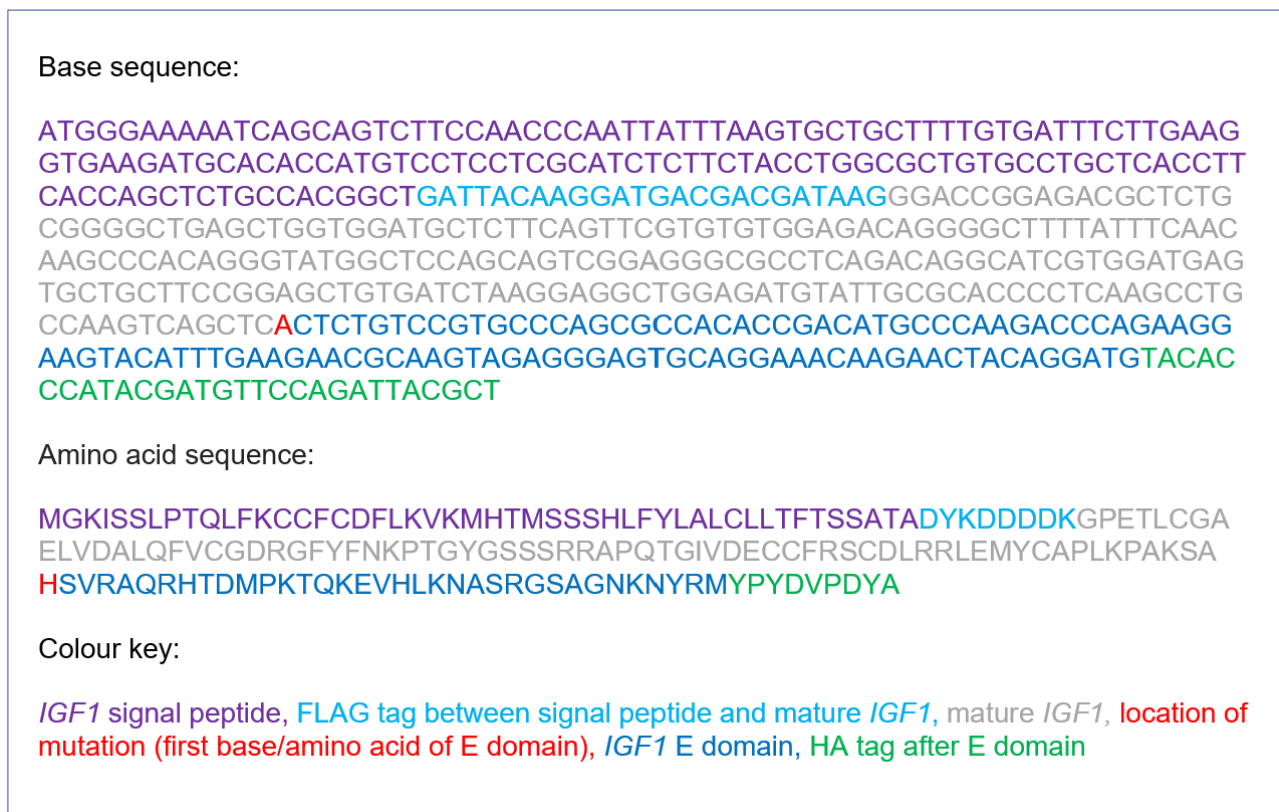 Base sequence:
ATGGGAAAAATCAGCAGTCTTCCAACCCAATTATTTAAGTGCTGCTTTTGTGATTTCTTGAAG
GTGAAGATGCACACCATGTCCTCCTCGCATCTCTTCTACCTGGCGCTGTGCCTGCTCACCTT
CACCAGCTCTGCCACGGCTGATTACAAGGATGACGACGATAAGGGACCGGAGACGCTCTG
CGGGGCTGAGCTGGTGGATGCTCTTCAGTTCGTGTGTGGAGACAGGGGCTTTTATTTCAAC
AAGCCCACAGGGTATGGCTCCAGCAGTCGGAGGGCGCCTCAGACAGGCATCGTGGATGAG
TGCTGCTTCCGGAGCTGTGATCTAAGGAGGCTGGAGATGTATTGCGCACCCCTCAAGCCTG
CCAAGTCAGCTCACTCTGTCCGTGCCCAGCGCCACACCGACATGCCCAAGACCCAGAAGG
AAGTACATTTGAAGAACGCAAGTAGAGGGAGTGCAGGAAACAAGAACTACAGGATGTACAC
CCATACGATGTTCCAGATTACGCT
Amino acid sequence:
MGKISSLPTQLFKCCFCDFLKVKMHTMSSSHLFYLALCLLTFTSSATADYKDDDDKGPETLCGA
ELVDALQFVCGDRGFYFNKPTGYGSSSRRAPQTGIVDECCFRSCDLRRLEMYCAPLKPAKSA
HSVRAQRHTDMPKTQKEVHLKNASRGSAGNKNYRMYPYDVPDYA
Colour key:
IGF1 signal peptide, FLAG tag between signal peptide and mature IGF1, mature IGF1, location of
mutation (first base/amino acid of E domain), IGF1 E domain, HA tag after E domain